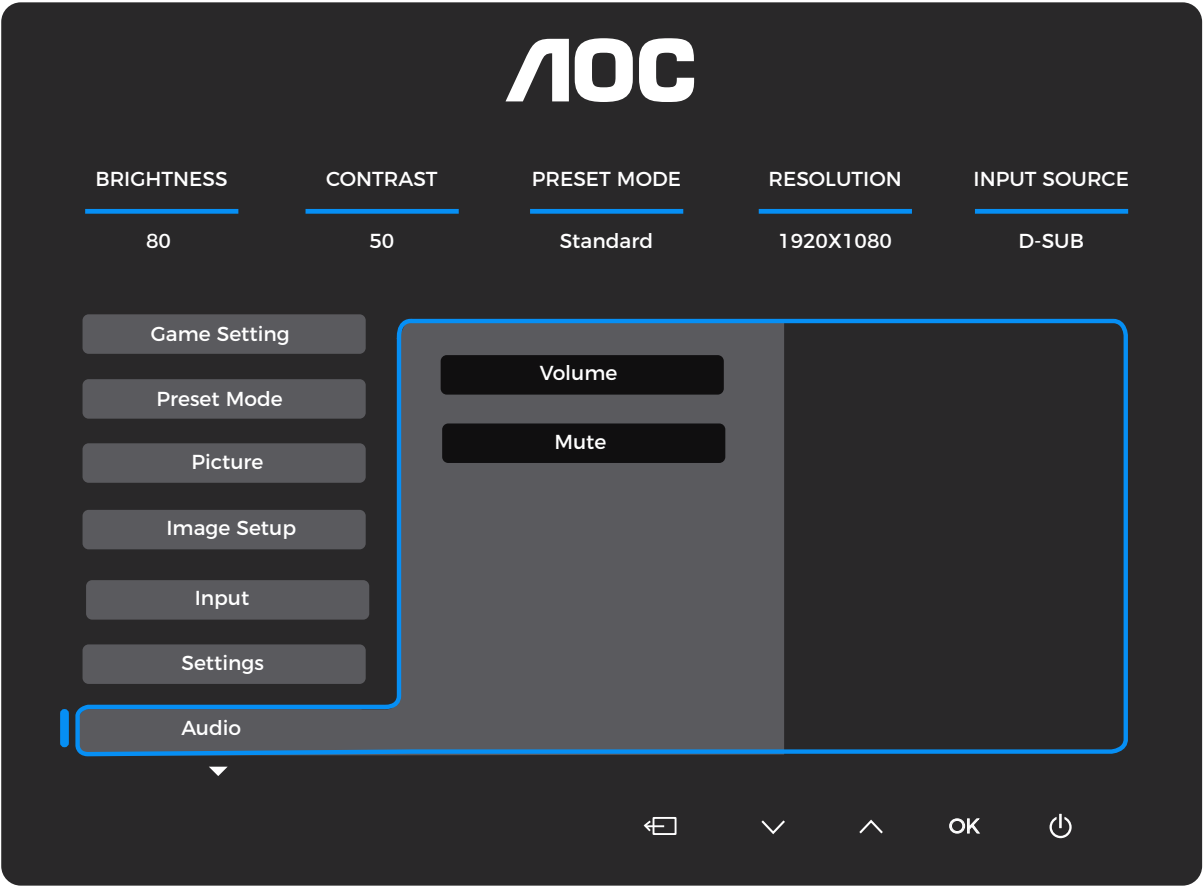 AOC
BRIGHTNESS CONTRAST PRESET MODE RESOLUTION INPUT SOURCE
80 50 Standard 1920X1080 D-SUB
Game Setting
Preset Mode
Picture
Image Setup
Input
Settings
Audio
Volume
Mute
OK